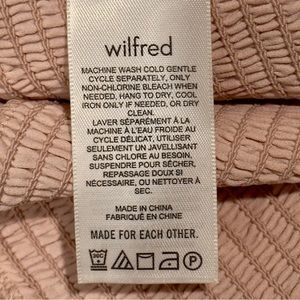 wilfred
MACHINE WASH COLD GENTLE
CYCLE SEPARATELY, ONLY
NON-CHLORINE BLEACH WHEN
NEEDED, HANG TO DRY, COOL
IRON ONLY IF NEEDED, OR DRY
CLEAN.
LAVER SÉPARÉMENT À LA
MACHINE À L'EAU FROIDE AU
CYCLE DÉLICAT, UTILISER
SEULEMENT UN JAVELLISANT
SANS CHLORE AU BESOIN,
SUSPENDRE POUR SÉCHER,
REPASSAGE DOUX SI
NÉCESSAIRE, OU NETTOYER À
SEC.
MADE IN CHINA
FABRIQUÉ EN CHINE
MADE FOR EACH OTHER.
30C P